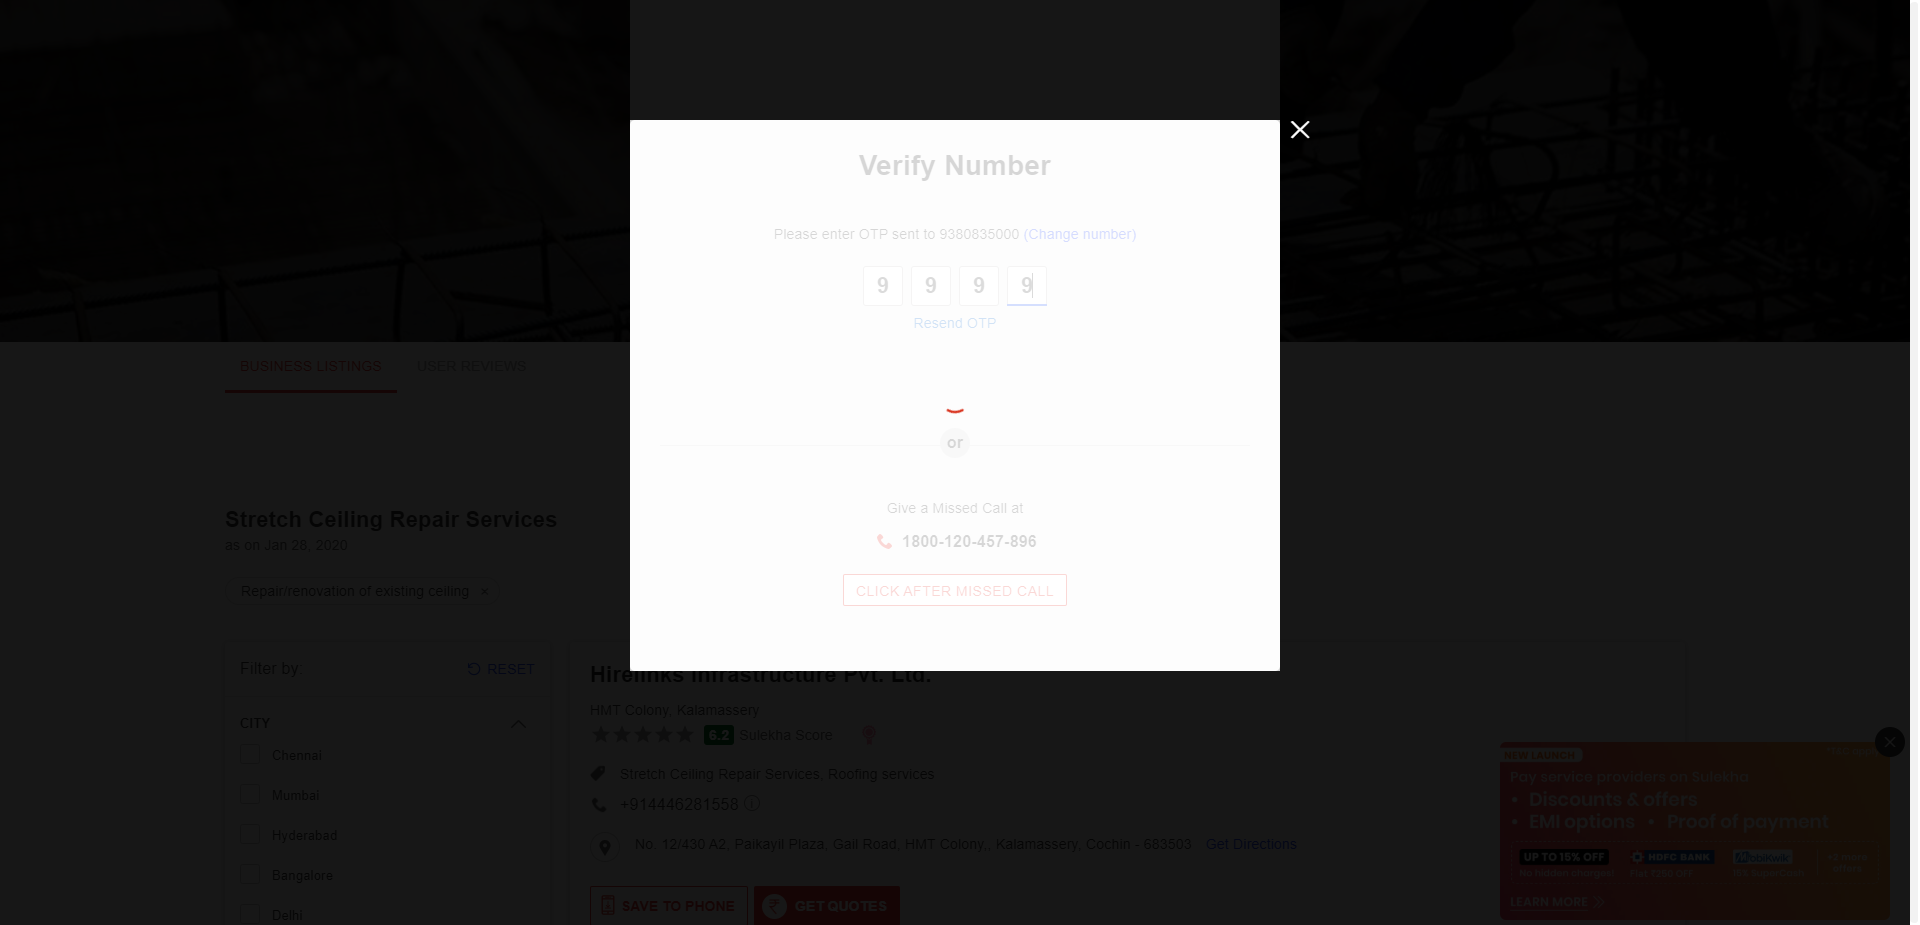 Verify Number
Please enter OTP sent to 9380835000 (Change number)
9 9 9 9
Resend OTP
or
Give a Missed Call at
1800-120-457-896
CLICK AFTER MISSED CALL
BUSINESS LISTINGS
USER REVIEWS
Stretch Ceiling Repair Services
as on Jan 28, 2020
Repair/renovation of existing ceiling ×
Filter by
RESET
CITY
Chennai
Mumbai
Hyderabad
Bangalore
Delhi
Hirelinks Infrastructure Pvt. Ltd.
HMT Colony, Kalamassery
6.2 Sulekha Score
Stretch Ceiling Repair Services, Roofing services
+914446281558
No. 12/430 A2, Paikayil Plaza, Gail Road, HMT Colony,, Kalamassery, Cochin - 683503 Get Directions
SAVE TO PHONE
GET QUOTES
NEW LAUNCH
Pay service providers on Sulekha
• Discounts & offers
• EMI options • Proof of payment
UP TO 15% OFF
HDFC BANK
MobiKwik
No hidden charges*
LEARN MORE